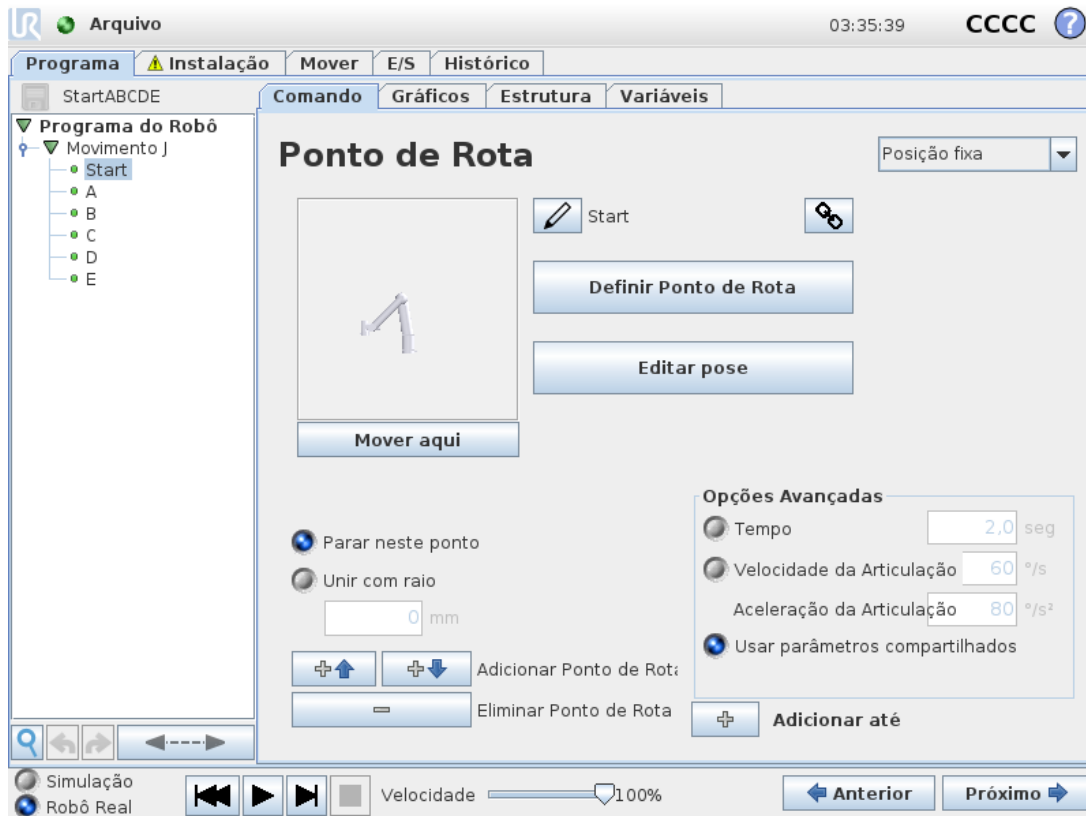 UR Arquivo 03:35:39 CCCC ?
Programa Instalação Mover E/S Histórico
StartABCDE Comando Gráficos Estrutura Variáveis
Programa do Robô
Movimento J
Start
A
B
C
D
E
Ponto de Rota
Posição fixa
Start
Definir Ponto de Rota
Editar pose
Mover aqui
Parar neste ponto
Unir com raio
0 mm
Adicionar Ponto de Rota
Eliminar Ponto de Rota
Opções Avançadas
Tempo 2,0 seg
Velocidade da Articulação 60 °/s
Aceleração da Articulação 80 °/s²
Usar parâmetros compartilhados
Adicionar até
Simulação
Robô Real
Velocidade 100%
Anterior Próximo